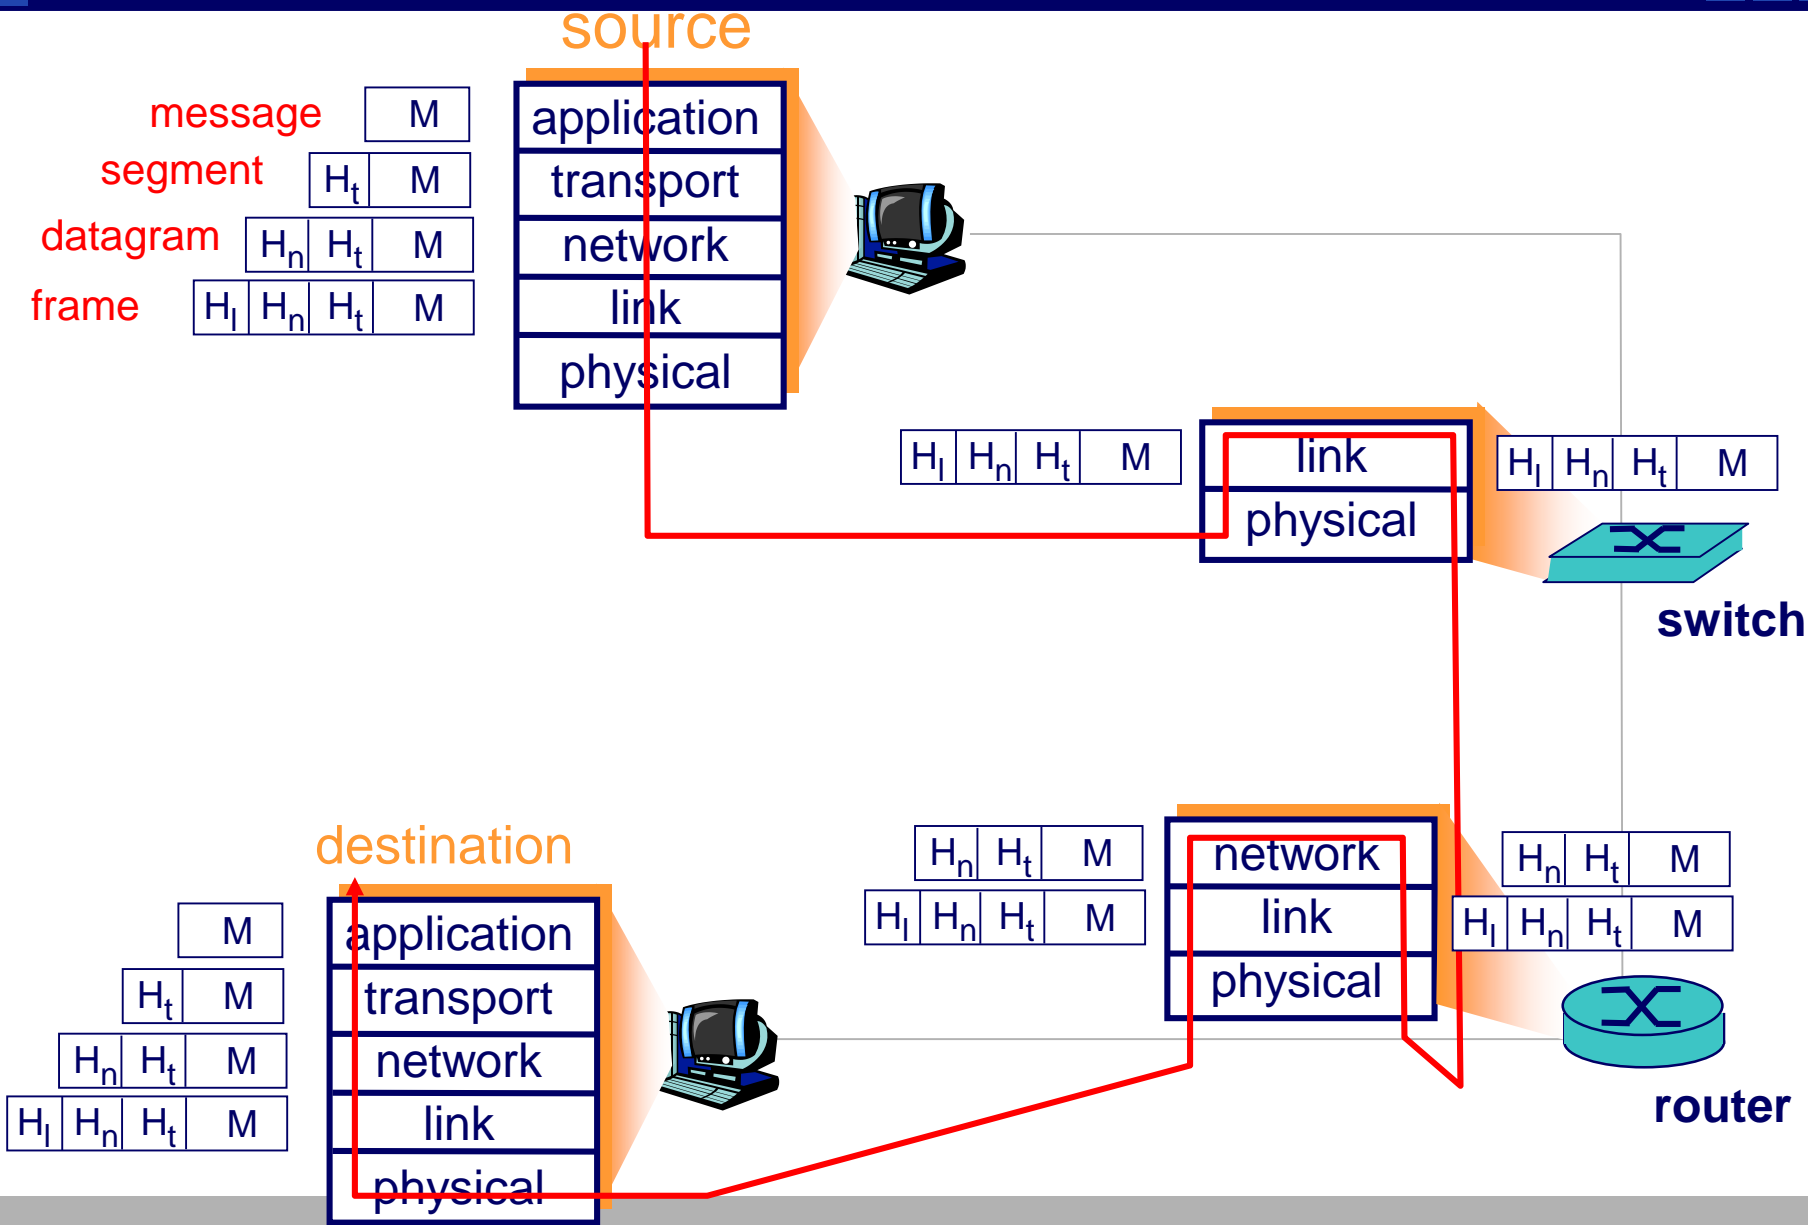 source
message M application
segment Ht M transport
datagram Hn Ht M network
frame Hl Hn Ht M link
physical
Hl Hn Ht M link Hl Hn Ht M
physical
switch
destination
Hn Ht M network Hn Ht M
Hl Hn Ht M link Hl Hn Ht M
physical
router
M application
Ht M transport
Hn Ht M network
Hl Hn Ht M link
physical